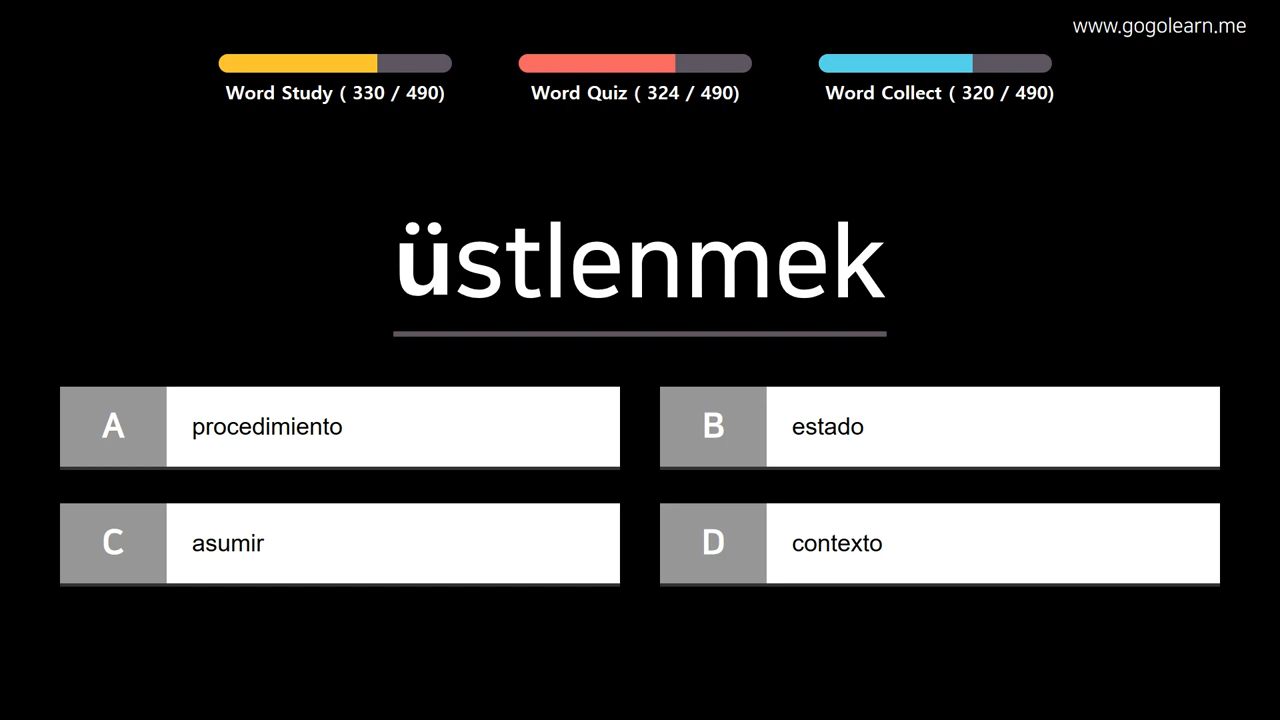 www.gogolearn.me
Word Study ( 330 / 490)
Word Quiz ( 324 / 490)
Word Collect ( 320 / 490)
üstlenmek
A procedimiento
B estado
C asumir
D contexto